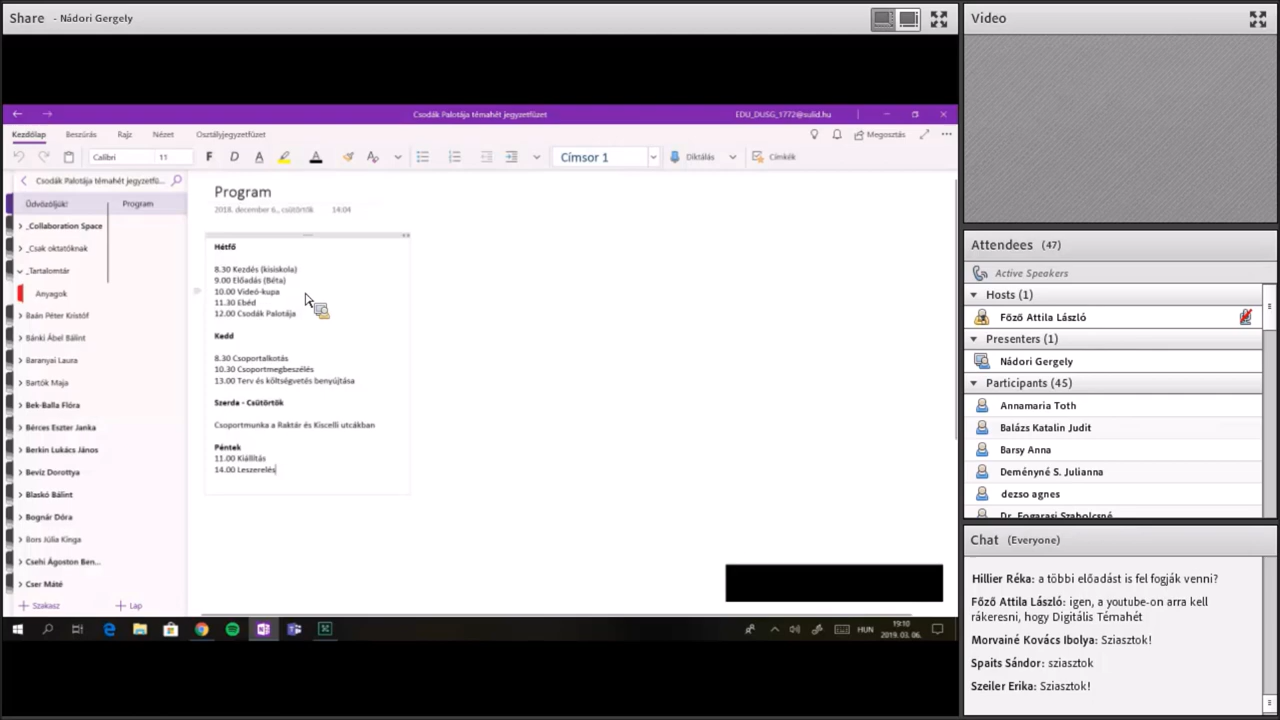 Share - Nádori Gergely
Csodák Palotája témahét jegyzetfüzet
EDU_DUSG_1772@sulid.hu
Kezdőlap Beszúrás Rajz Nézet Osztályjegyzetfüzet
Megosztás
Calibri 11 F D A A Címsor 1 Diktálás Címkék
Csodák Palotája témahét jegyzetfü...
Üdvözöljük!
_Collaboration Space
_Csak oktatóknak
_Tartalomtár
Anyagok
Baán Péter Kristóf
Bánki Ábel Bálint
Baranyai Laura
Bartók Maja
Bek-Balla Flóra
Bérces Eszter Janka
Berkin Lukács János
Beviz Dorottya
Blaskó Bálint
Bognár Dóra
Bors Júlia Kinga
Csehi Ágoston Ben...
Cser Máté
Szakasz
Lap
Program
Program
2018. december 6., csütörtök 14:04
Hétfő
8.30 Kezdés (kisiskola)
9.00 Előadás (Béta)
10.00 Videó-kupa
11.30 Ebéd
12.00 Csodák Palotája
Kedd
8.30 Csoportalkotás
10.30 Csoportmegbeszélés
13.00 Terv és költségvetés benyújtása
Szerda - Csütörtök
Csoportmunka a Raktár és Kiscelli utcákban
Péntek
11.00 Kiállítás
14.00 Leszerelés
HUN
19:10
2019. 03. 06.
Video
Attendees (47)
Active Speakers
Hosts (1)
Főző Attila László
Presenters (1)
Nádori Gergely
Participants (45)
Annamaria Toth
Balázs Katalin Judit
Barsy Anna
Deményné S. Julianna
dezso agnes
Dr. Fogarasi Szabolcsné
Chat (Everyone)
Hillier Réka: a többi előadást is fel fogják venni?
Főző Attila László: igen, a youtube-on arra kell
rákeresni, hogy Digitális Témahét
Morvainé Kovács Ibolya: Sziasztok!
Spaits Sándor: sziasztok
Szeiler Erika: Sziasztok!